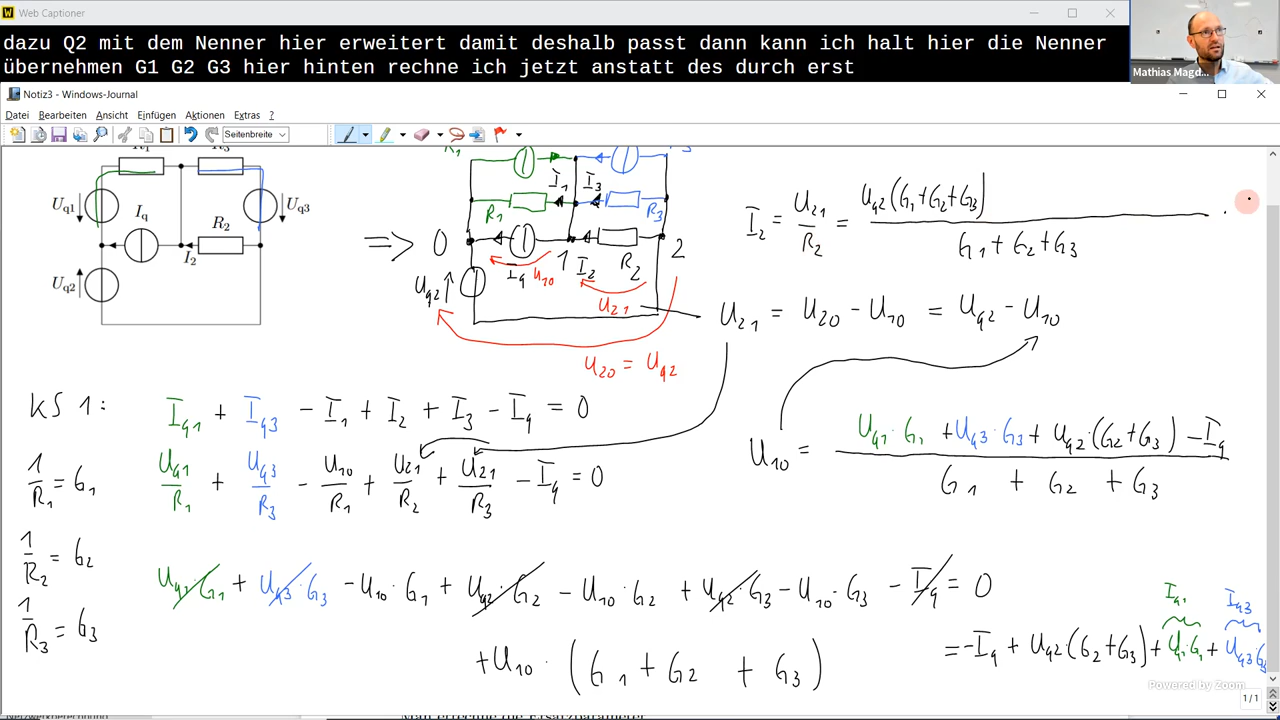 Web Captioner
dazu Q2 mit dem Nenner hier erweitert damit deshalb passt dann kann ich halt hier die Nenner
übernehmen G1 G2 G3 hier hinten rechne ich jetzt anstatt des durch erst
Mathias Magd...
Notiz3 - Windows-Journal
Datei Bearbeiten Ansicht Einfügen Aktionen Extras ?
Seitenbreite
R1 R3
Uq1 Iq Uq3
R2
I2
Uq2
R1
I1 I3
R1 R3
=> 0 1 2
Uq2 Iq U10 I2 R2
U21
U20 = Uq2
I2 = U21/R2 = Uq2(G1+G2+G3) / G1+G2+G3
U21 = U20 - U10 = Uq2 - U10
KS 1: Iq1 + Iq3 - I1 + I2 + I3 - Iq = 0
U10 = Uq1·G1 + Uq3·G3 + Uq2·(G2+G3) - Iq / G1 + G2 + G3
1/R1 = G1 Uq1/R1 + Uq3/R3 - U10/R1 + U21/R2 + U21/R3 - Iq = 0
1/R2 = G2
Uq1·G1 + Uq3·G3 - U10·G1 + Uq2·G2 - U10·G2 + Uq2·G3 - U10·G3 - Iq = 0
1/R3 = G3
Iq1 Iq3
+U10·(G1 + G2 + G3) = -Iq + Uq2·(G2+G3) + Uq1·G1 + Uq3·G3
Powered by Zoom
1/1